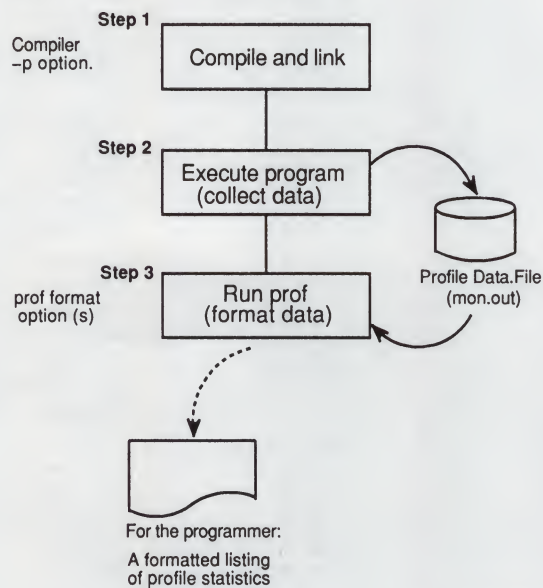 Step 1
Compiler
–p option.
Compile and link
Step 2
Execute program
(collect data)
Profile Data.File
(mon.out)
Step 3
prof format
option (s)
Run prof
(format data)
For the programmer:
A formatted listing
of profile statistics